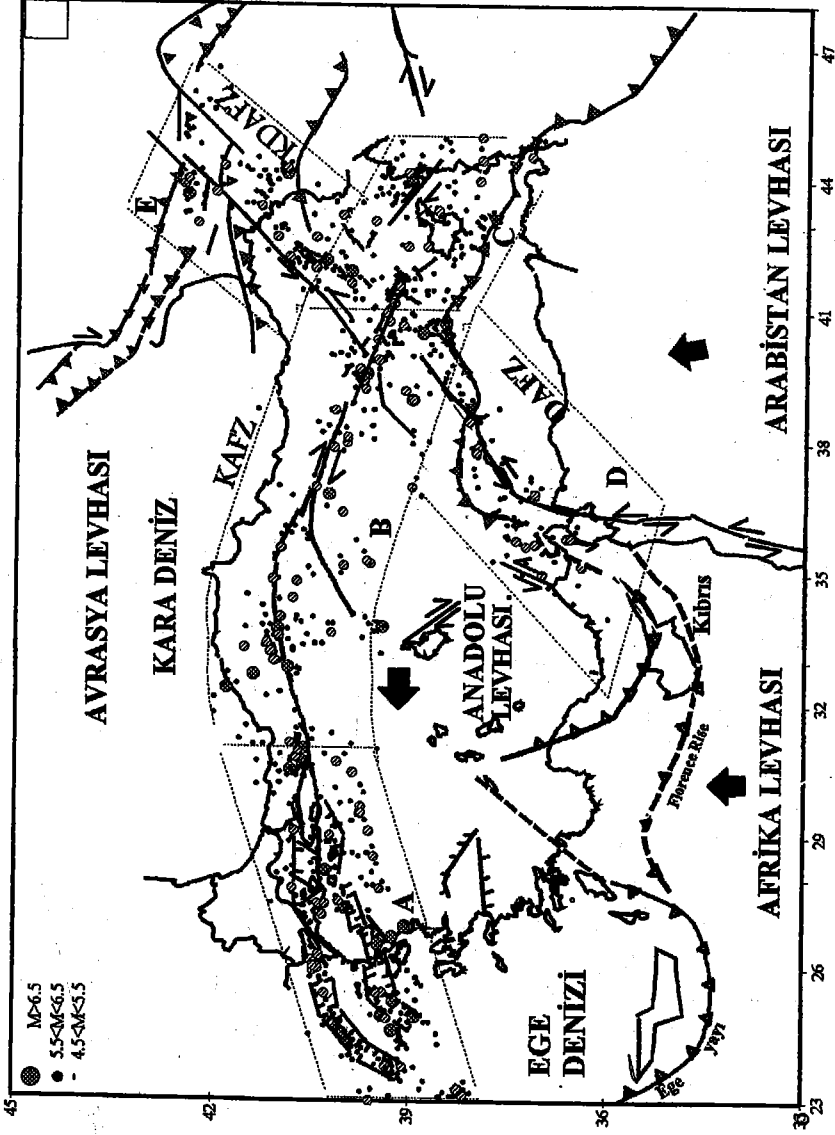 M>6.5
5.5<M<6.5
4.5<M<5.5
AVRASYA LEVHASI
KARA DENİZ
KAFZ
KDAFZ
E
B
A
C
D
DAFZ
ANADOLU
LEVHASI
EGE
DENİZİ
Ege
yayı
Florence Rise
Kıbrıs
AFRİKA LEVHASI
ARABİSTAN LEVHASI
45
42
39
36
23
26
29
32
35
38
41
44
47